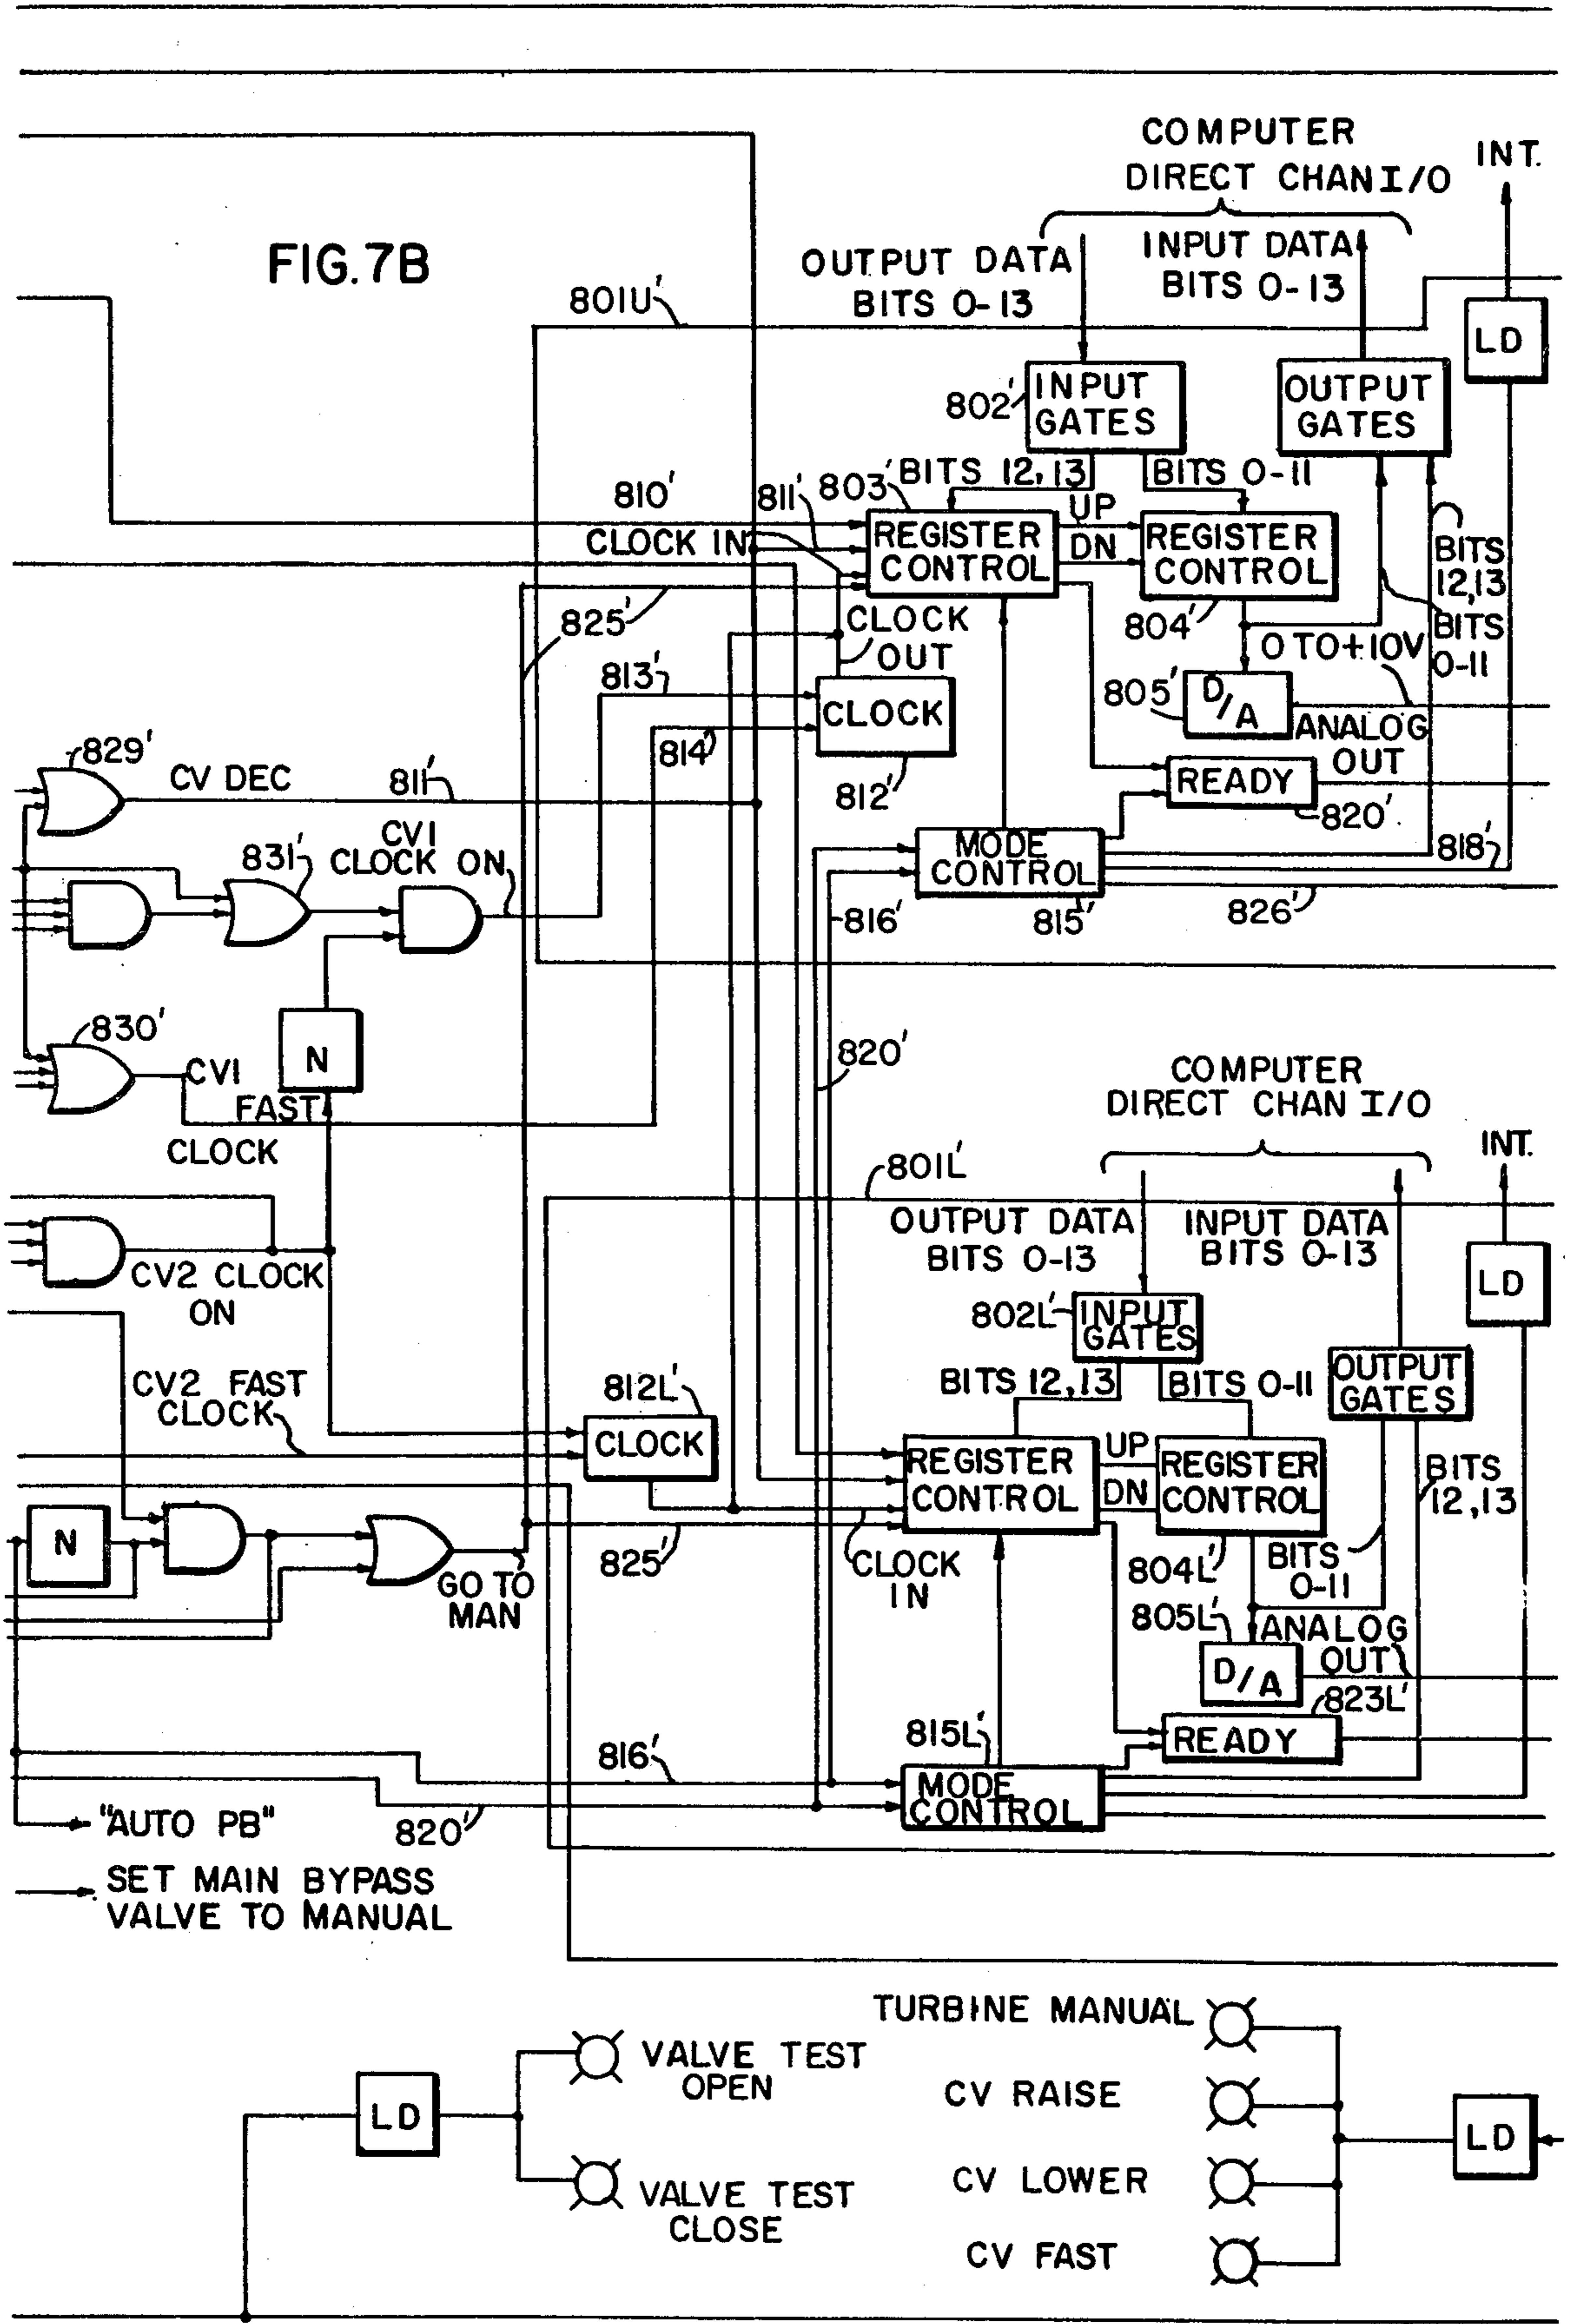 COMPUTER
DIRECT CHAN I/O
INT.
FIG. 7B
OUTPUT DATA
BITS 0-13
INPUT DATA
BITS 0-13
801U'
LD
802'
INPUT
GATES
OUTPUT
GATES
BITS 12,13
BITS 0-11
810'
811'
803'
CLOCK IN
REGISTER
CONTROL
UP
DN
REGISTER
CONTROL
BITS
12,13
825'
CLOCK
OUT
804'
0 TO +10V
BITS
0-11
813'
814'
CLOCK
812'
805'
D/A
ANALOG
OUT
829'
CV DEC
811'
READY
820'
831'
CV1
CLOCK ON
MODE
CONTROL
818'
816'
815'
826'
830'
N
CV1
FAST
CLOCK
820'
COMPUTER
DIRECT CHAN I/O
INT.
801L'
OUTPUT DATA
BITS 0-13
INPUT DATA
BITS 0-13
CV2 CLOCK
ON
LD
802L'
INPUT
GATES
OUTPUT
GATES
CV2 FAST
CLOCK
812L'
BITS 12,13
BITS 0-11
CLOCK
REGISTER
CONTROL
UP
DN
REGISTER
CONTROL
BITS
12,13
N
825'
CLOCK
IN
804L'
BITS
0-11
GO TO
MAN
805L'
D/A
ANALOG
OUT
823L'
816'
815L'
READY
MODE
CONTROL
"AUTO PB"
820'
SET MAIN BYPASS
VALVE TO MANUAL
TURBINE MANUAL
VALVE TEST
OPEN
CV RAISE
LD
LD
CV LOWER
VALVE TEST
CLOSE
CV FAST